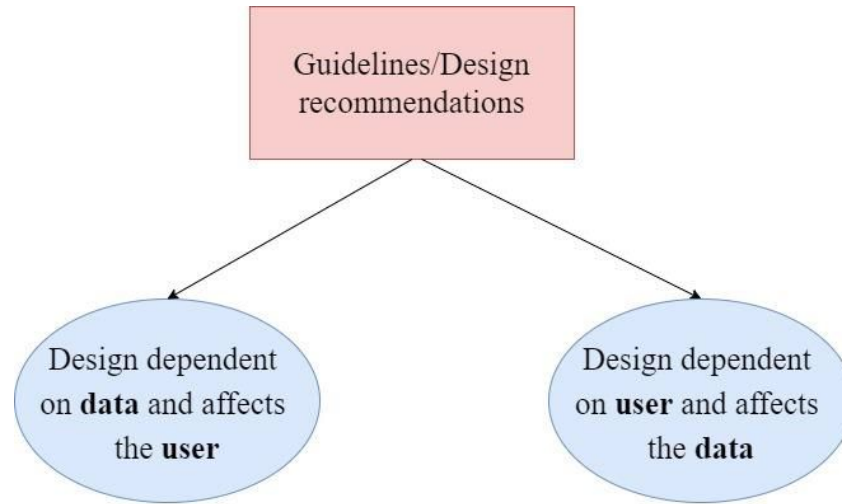 Guidelines/Design
recommendations
Design dependent
on data and affects
the user
Design dependent
on user and affects
the data